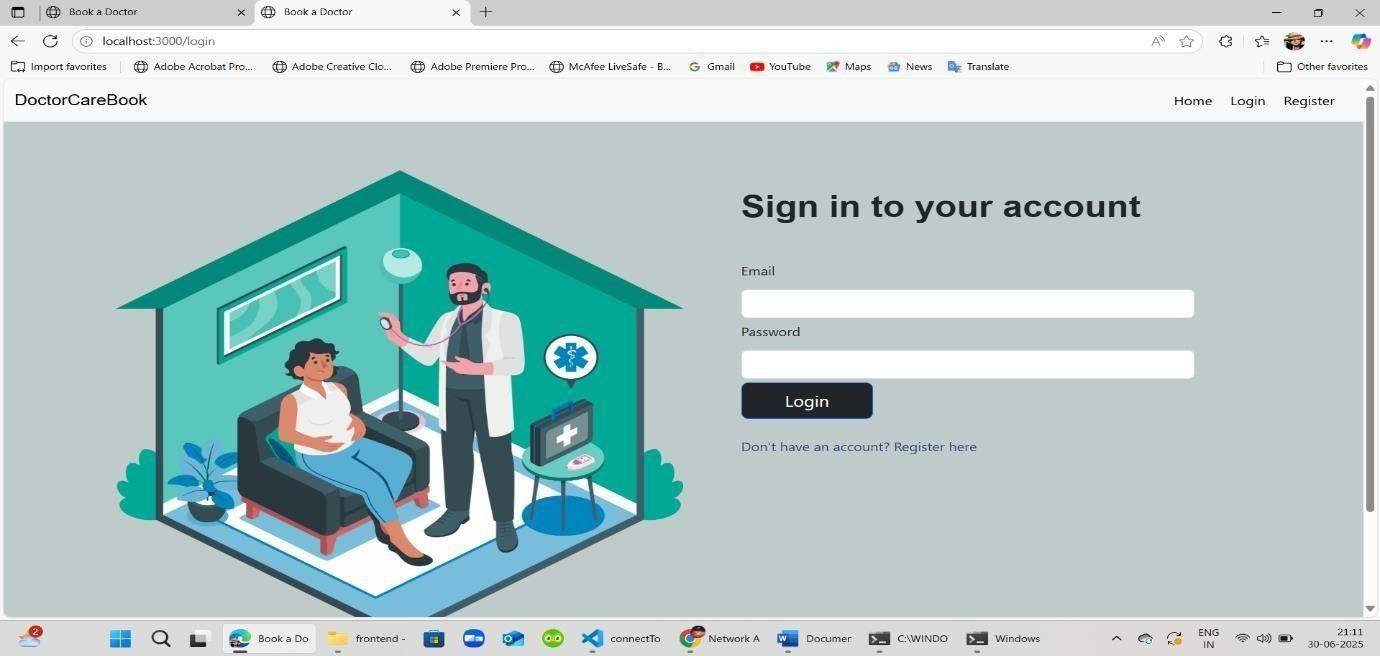 Book a Doctor
Book a Doctor
localhost:3000/login
Import favorites
Adobe Acrobat Pro...
Adobe Creative Clo...
Adobe Premiere Pro...
McAfee LiveSafe - B...
Gmail
YouTube
Maps
News
Translate
Other favorites
DoctorCareBook
Home
Login
Register
Sign in to your account
Email
Password
Login
Don't have an account? Register here
2
Book a Do
frontend -
connectTo
Network A
Documer
C:\WINDO
Windows
ENG
IN
21:11
30-06-2025